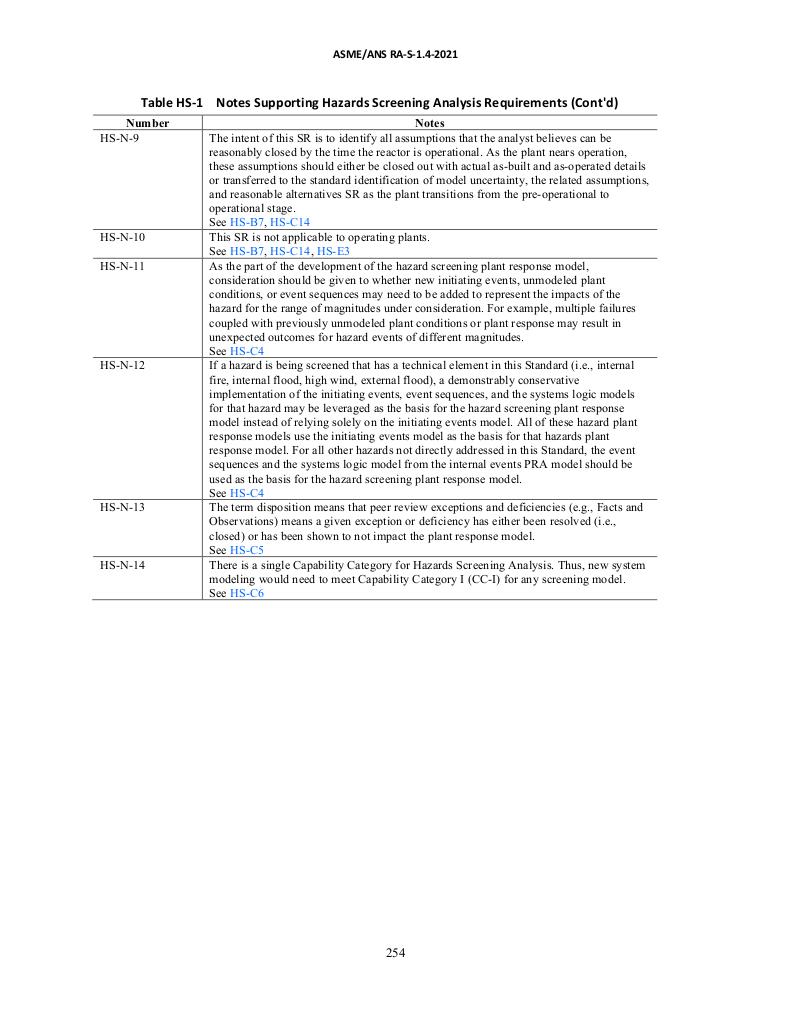 ASME/ANS RA-S-1.4-2021
Table HS-1 Notes Supporting Hazards Screening Analysis Requirements (Cont'd)
Number Notes
HS-N-9 The intent of this SR is to identify all assumptions that the analyst believes can be
reasonably closed by the time the reactor is operational. As the plant nears operation,
these assumptions should either be closed out with actual as-built and as-operated details
or transferred to the standard identification of model uncertainty, the related assumptions,
and reasonable alternatives SR as the plant transitions from the pre-operational to
operational stage.
See HS-B7, HS-C14
HS-N-10 This SR is not applicable to operating plants.
See HS-B7, HS-C14, HS-E3
HS-N-11 As the part of the development of the hazard screening plant response model,
consideration should be given to whether new initiating events, unmodeled plant
conditions, or event sequences may need to be added to represent the impacts of the
hazard for the range of magnitudes under consideration. For example, multiple failures
coupled with previously unmodeled plant conditions or plant response may result in
unexpected outcomes for hazard events of different magnitudes.
See HS-C4
HS-N-12 If a hazard is being screened that has a technical element in this Standard (i.e., internal
fire, internal flood, high wind, external flood), a demonstrably conservative
implementation of the initiating events, event sequences, and the systems logic models
for that hazard may be leveraged as the basis for the hazard screening plant response
model instead of relying solely on the initiating events model. All of these hazard plant
response models use the initiating events model as the basis for that hazards plant
response model. For all other hazards not directly addressed in this Standard, the event
sequences and the systems logic model from the internal events PRA model should be
used as the basis for the hazard screening plant response model.
See HS-C4
HS-N-13 The term disposition means that peer review exceptions and deficiencies (e.g., Facts and
Observations) means a given exception or deficiency has either been resolved (i.e.,
closed) or has been shown to not impact the plant response model.
See HS-C5
HS-N-14 There is a single Capability Category for Hazards Screening Analysis. Thus, new system
modeling would need to meet Capability Category I (CC-I) for any screening model.
See HS-C6
254